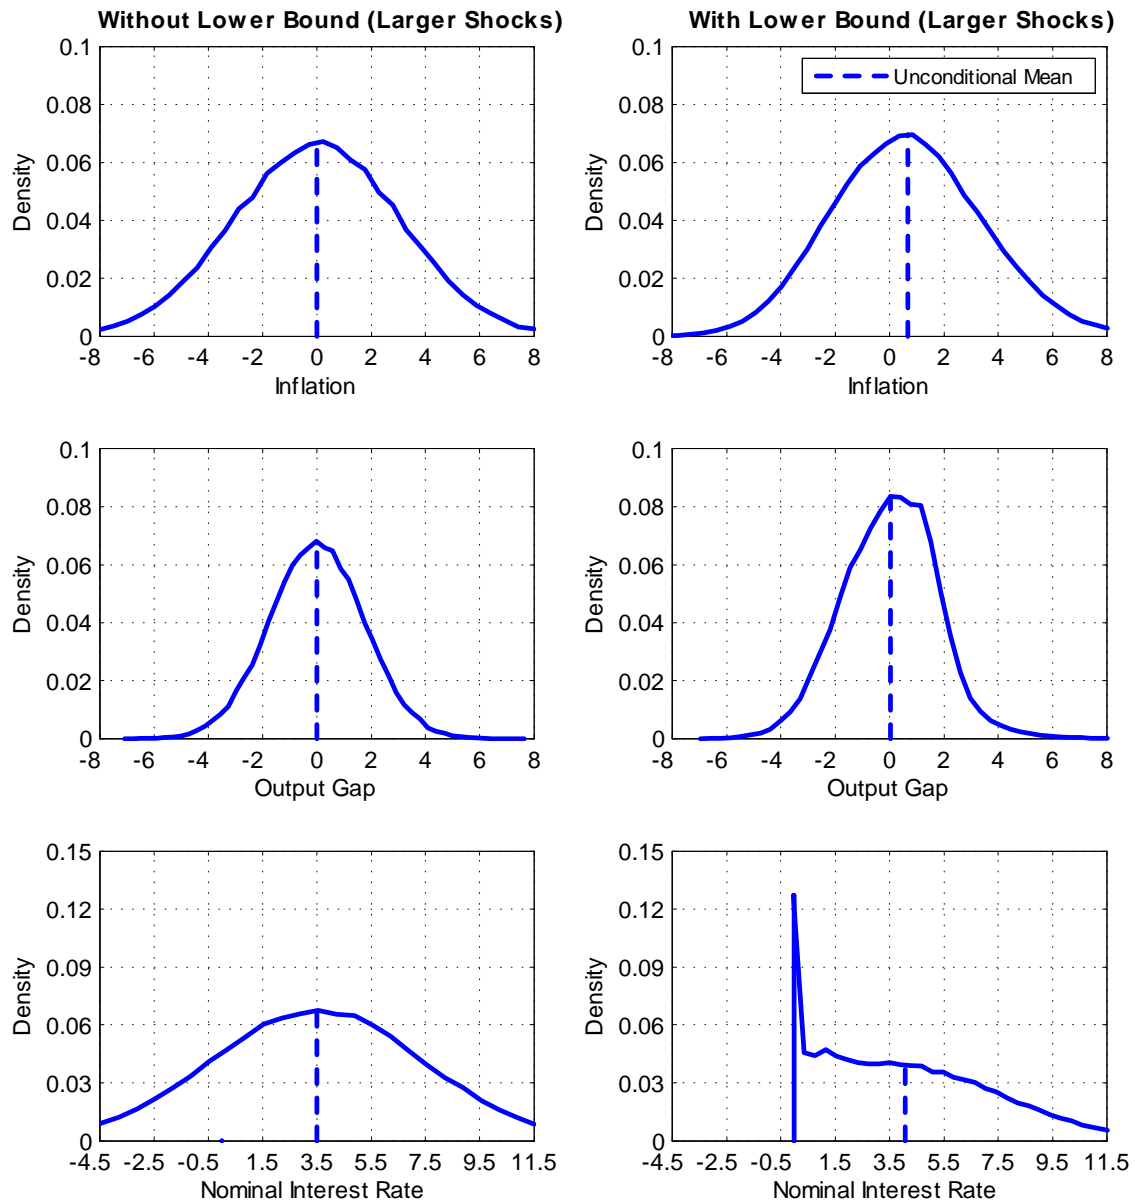 Without Lower Bound (Larger Shocks)
With Lower Bound (Larger Shocks)
0.1
0.08
0.06
0.04
0.02
0
Density
-8 -6 -4 -2 0 2 4 6 8
Inflation
0.1
0.08
0.06
0.04
0.02
0
Density
Unconditional Mean
-8 -6 -4 -2 0 2 4 6 8
Inflation
0.1
0.08
0.06
0.04
0.02
0
Density
-8 -6 -4 -2 0 2 4 6 8
Output Gap
0.1
0.08
0.06
0.04
0.02
0
Density
-8 -6 -4 -2 0 2 4 6 8
Output Gap
0.15
0.12
0.09
0.06
0.03
0
Density
-4.5 -2.5 -0.5 1.5 3.5 5.5 7.5 9.5 11.5
Nominal Interest Rate
0.15
0.12
0.09
0.06
0.03
0
Density
-4.5 -2.5 -0.5 1.5 3.5 5.5 7.5 9.5 11.5
Nominal Interest Rate